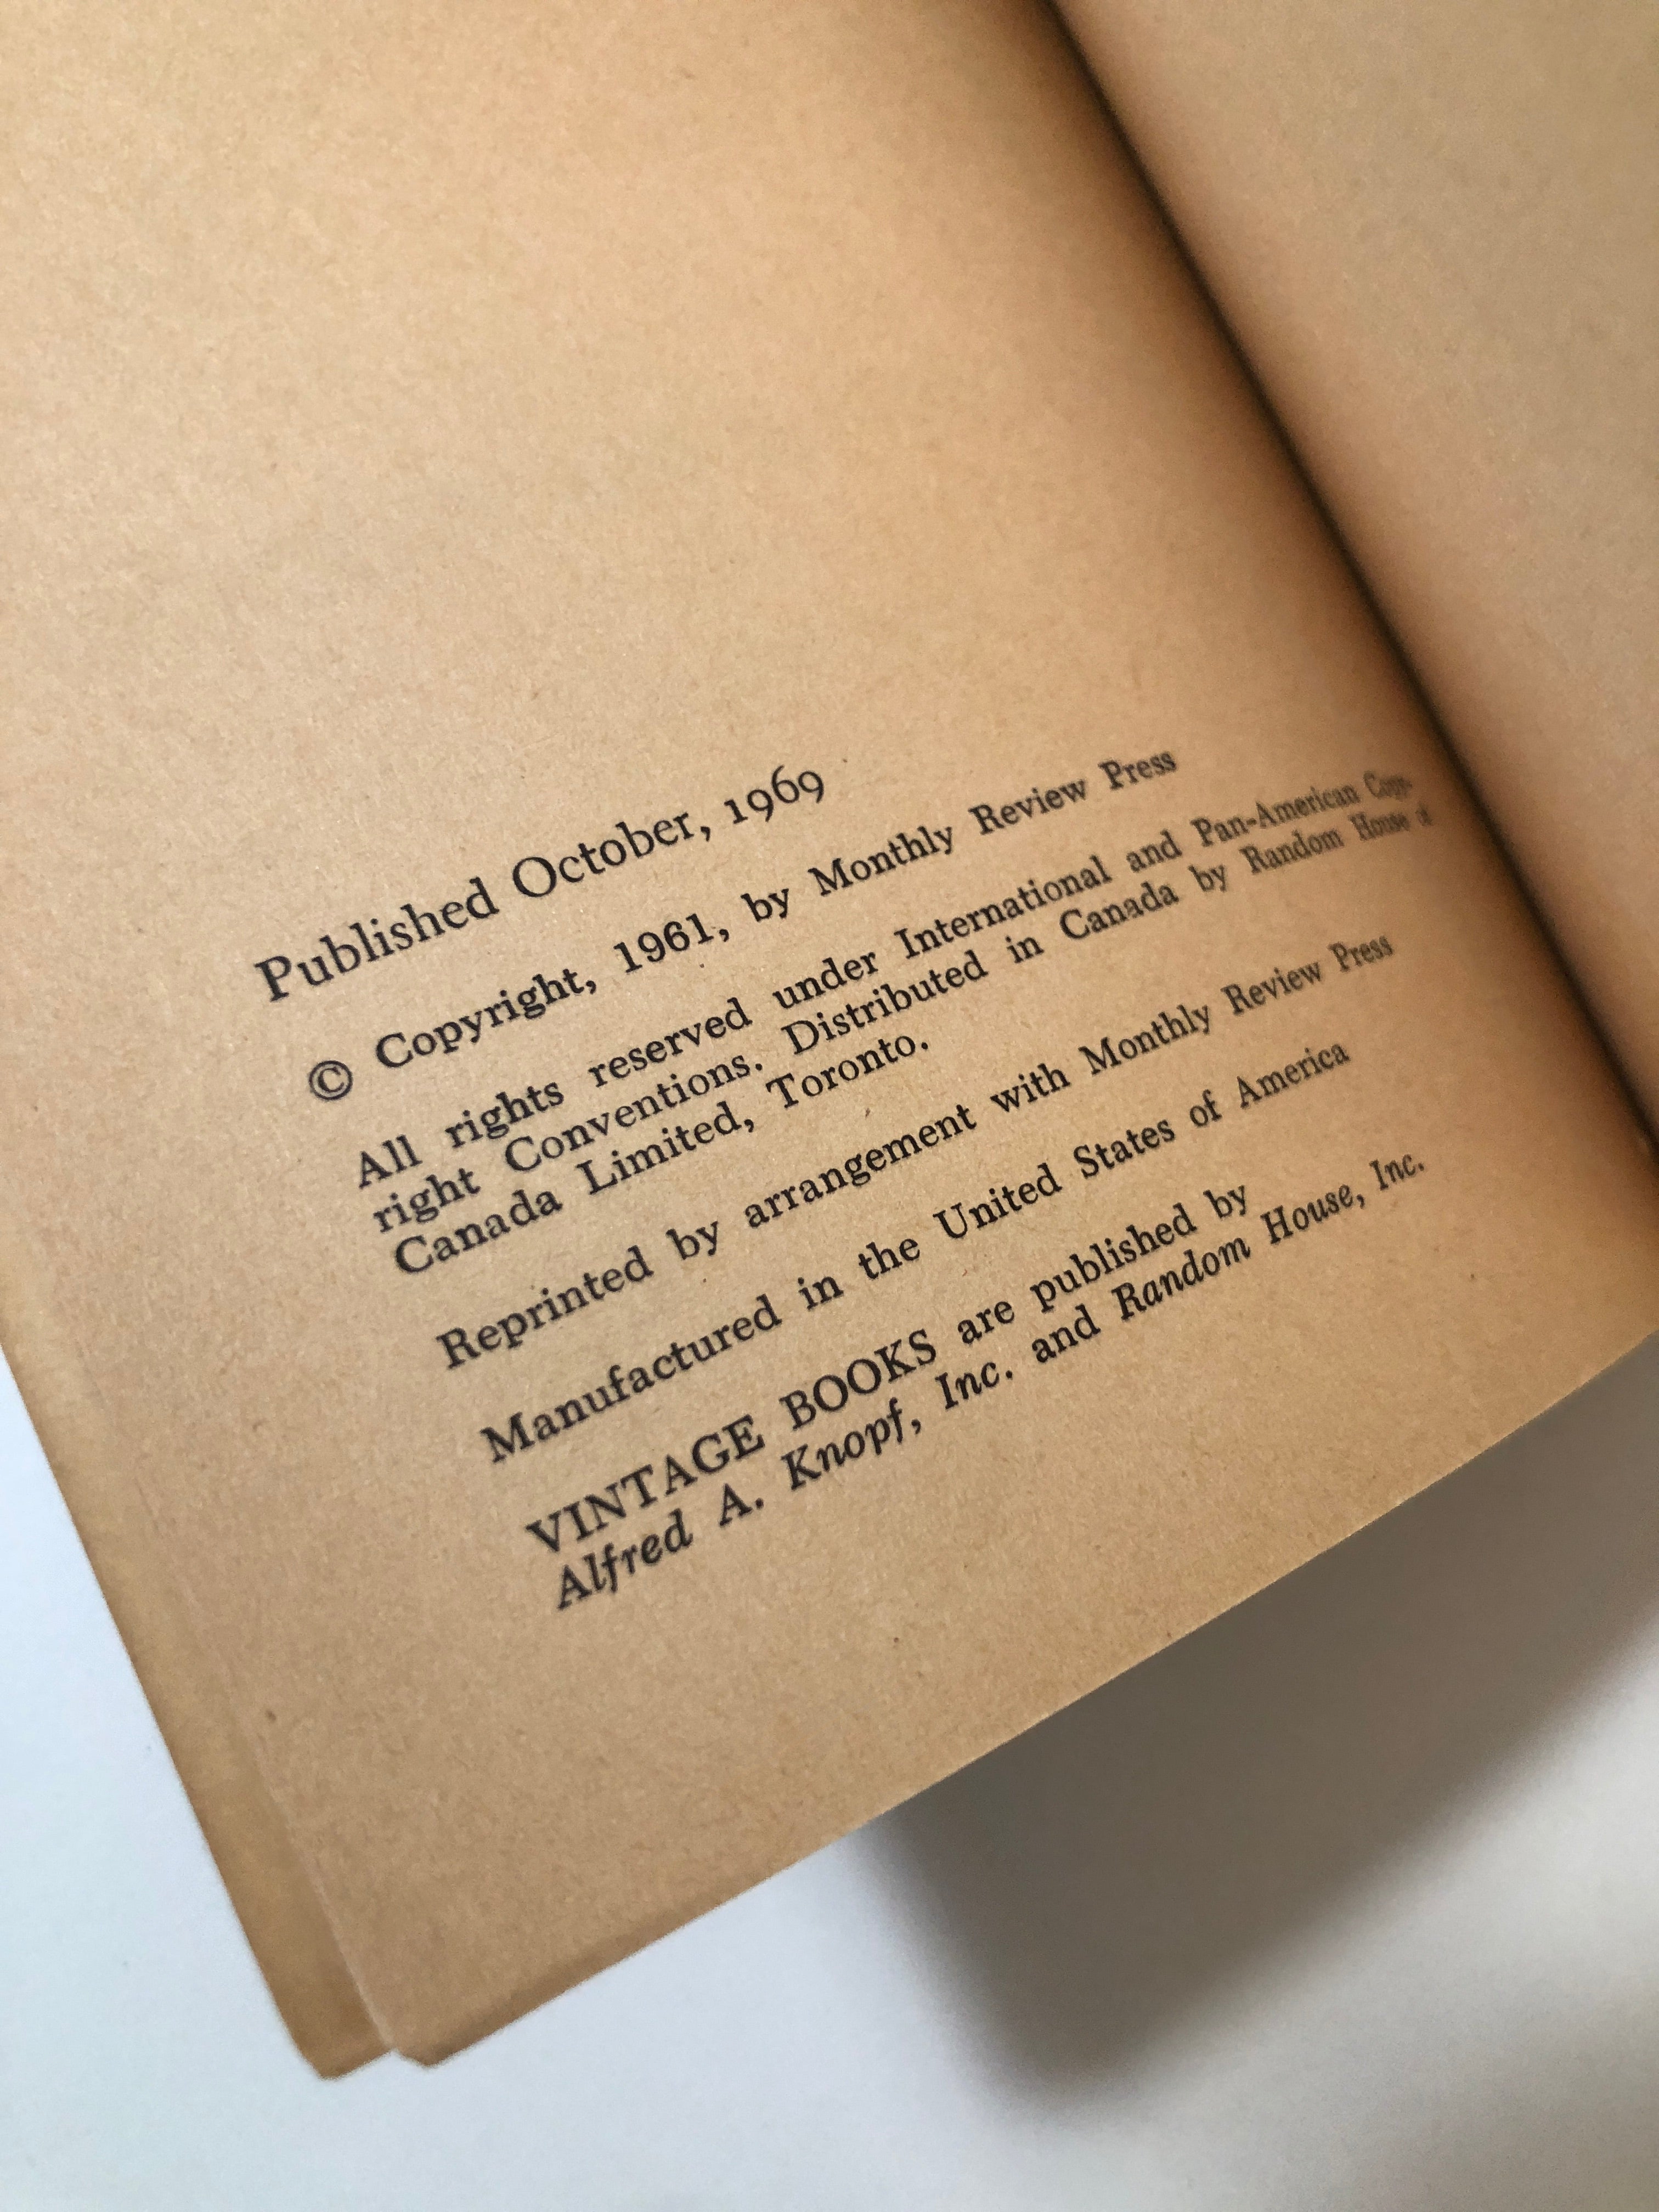 Published October, 1969
© Copyright, 1961, by Monthly Review Press
All rights reserved under International and Pan-American Copy-
right Conventions. Distributed in Canada by Random House of
Canada Limited, Toronto.
Reprinted by arrangement with Monthly Review Press
Manufactured in the United States of America
VINTAGE BOOKS are published by
Alfred A. Knopf, Inc. and Random House, Inc.